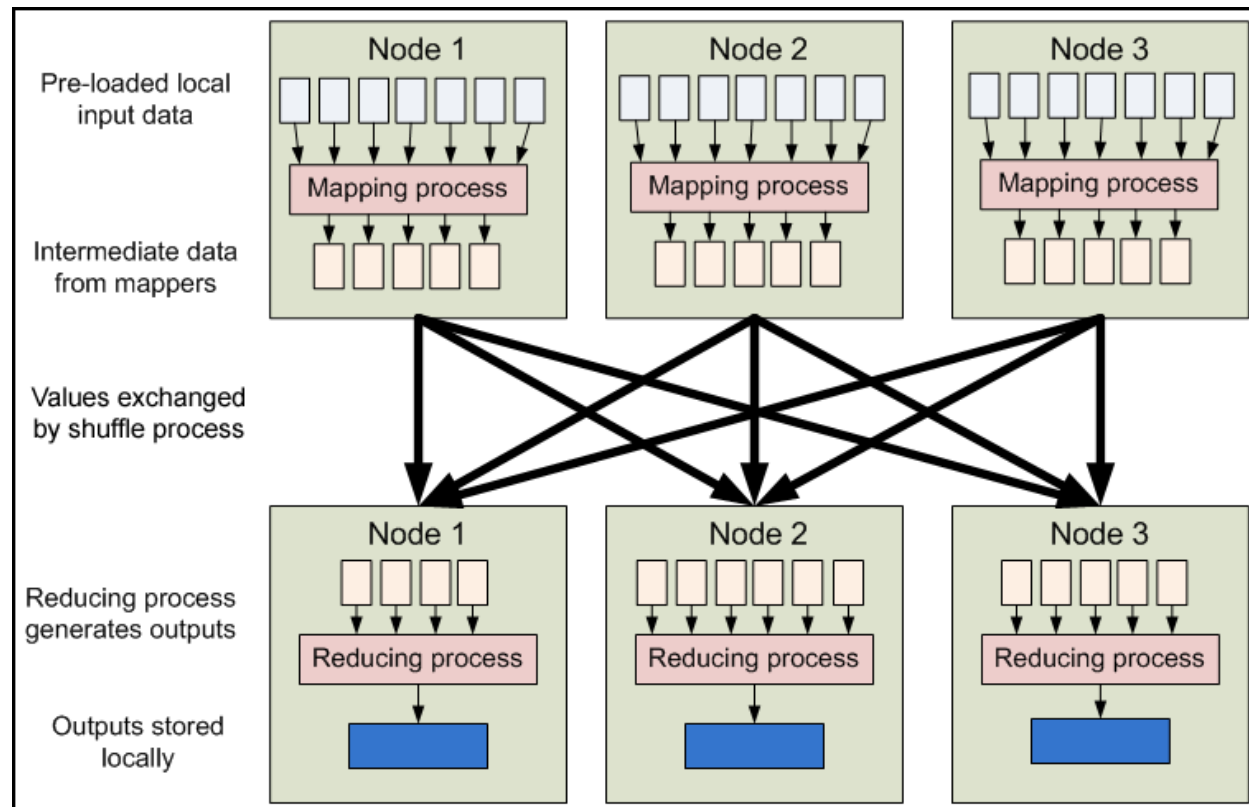 Node 1
Node 2
Node 3
Pre-loaded local
input data
Mapping process
Mapping process
Mapping process
Intermediate data
from mappers
Values exchanged
by shuffle process
Node 1
Node 2
Node 3
Reducing process
generates outputs
Reducing process
Reducing process
Reducing process
Outputs stored
locally